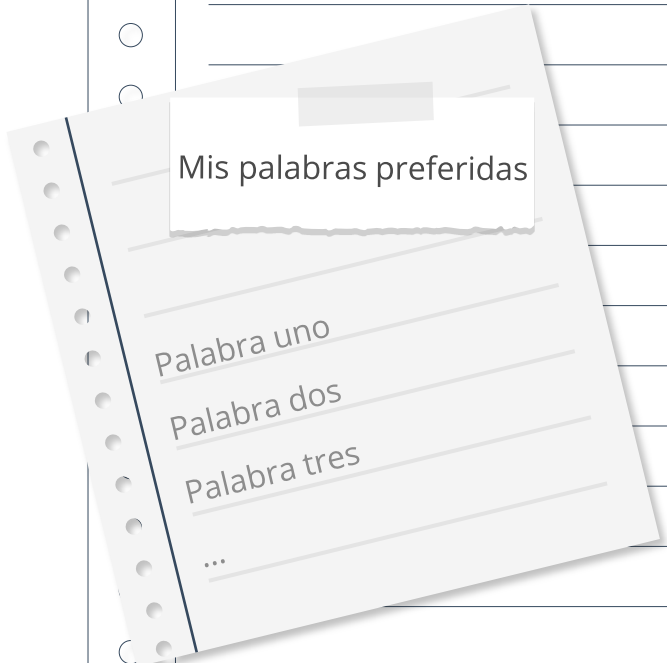 Mis palabras preferidas
Palabra uno
Palabra dos
Palabra tres
...